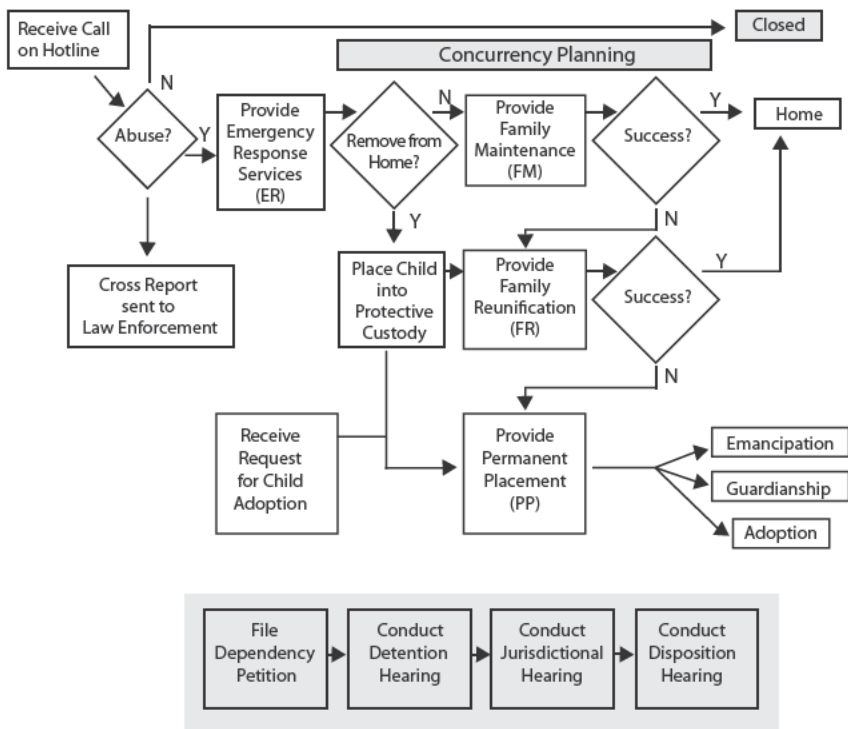 Receive Call
on Hotline
Closed
Concurrency Planning
N
Abuse?
Y
Provide
Emergency
Response
Services
(ER)
Remove from
Home?
N
Provide
Family
Maintenance
(FM)
Success?
Y
Home
Y
N
Cross Report
sent to
Law Enforcement
Place Child
into
Protective
Custody
Provide
Family
Reunification
(FR)
Success?
Y
N
Receive
Request
for Child
Adoption
Provide
Permanent
Placement
(PP)
Emancipation
Guardianship
Adoption
File
Dependency
Petition
Conduct
Detention
Hearing
Conduct
Jurisdictional
Hearing
Conduct
Disposition
Hearing